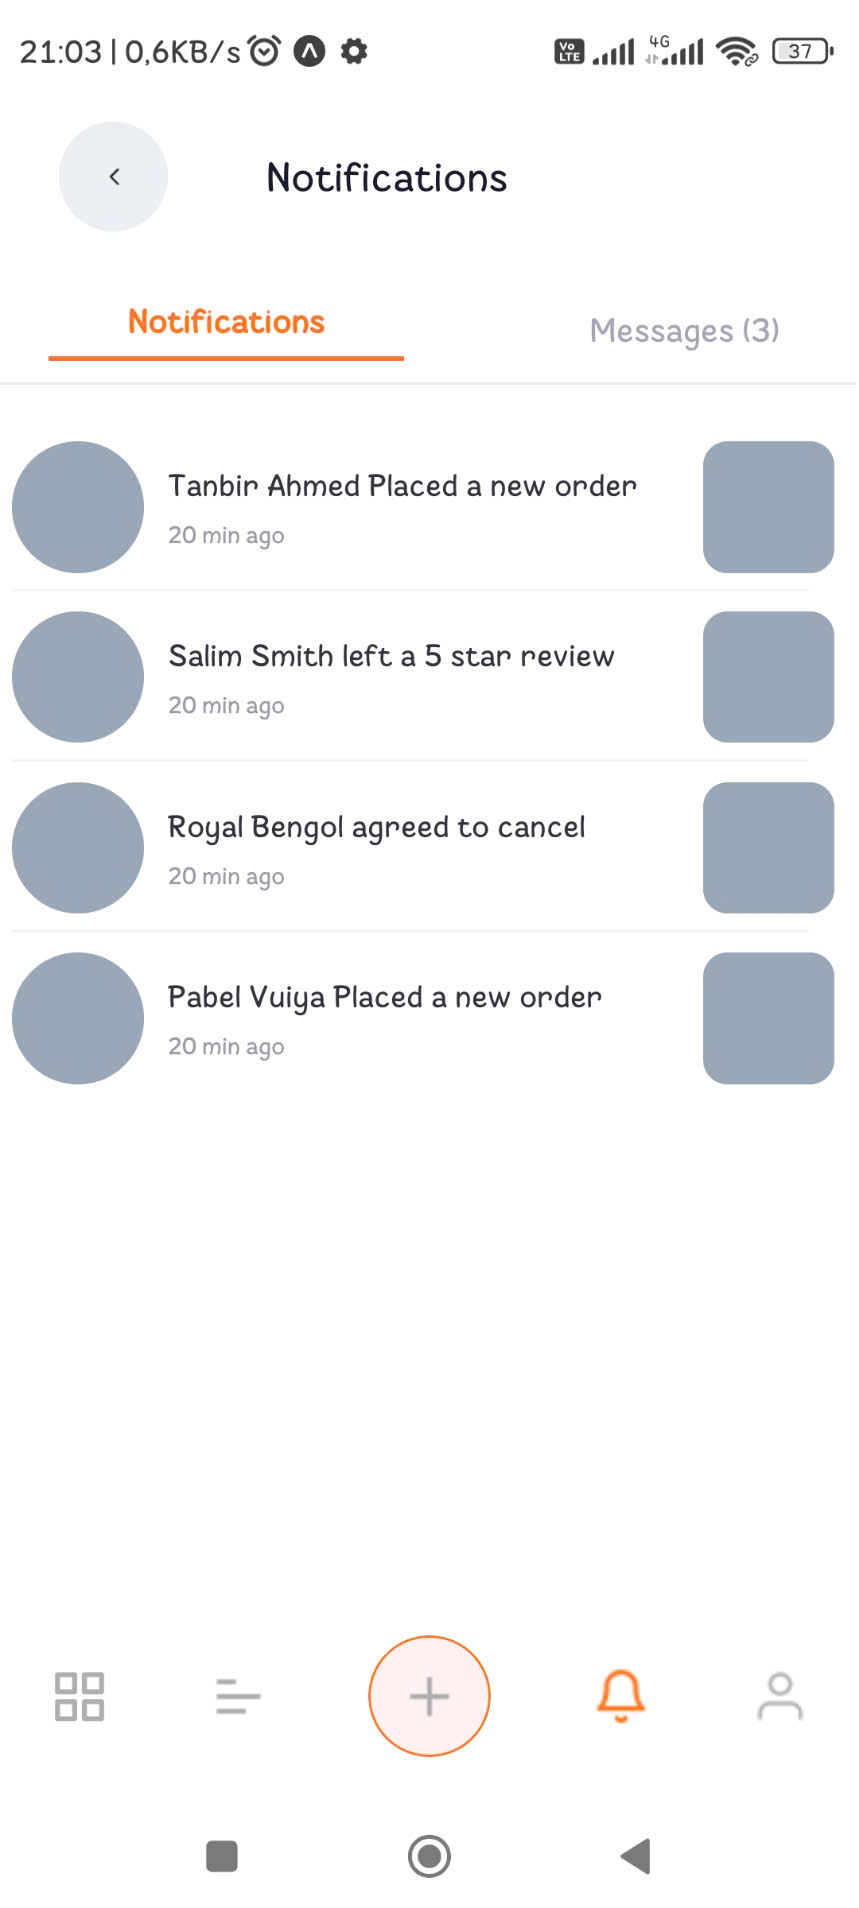 21:03 | 0,6KB/s
Vo LTE 4G 37
Notifications
Notifications
Messages (3)
Tanbir Ahmed Placed a new order
20 min ago
Salim Smith left a 5 star review
20 min ago
Royal Bengol agreed to cancel
20 min ago
Pabel Vuiya Placed a new order
20 min ago